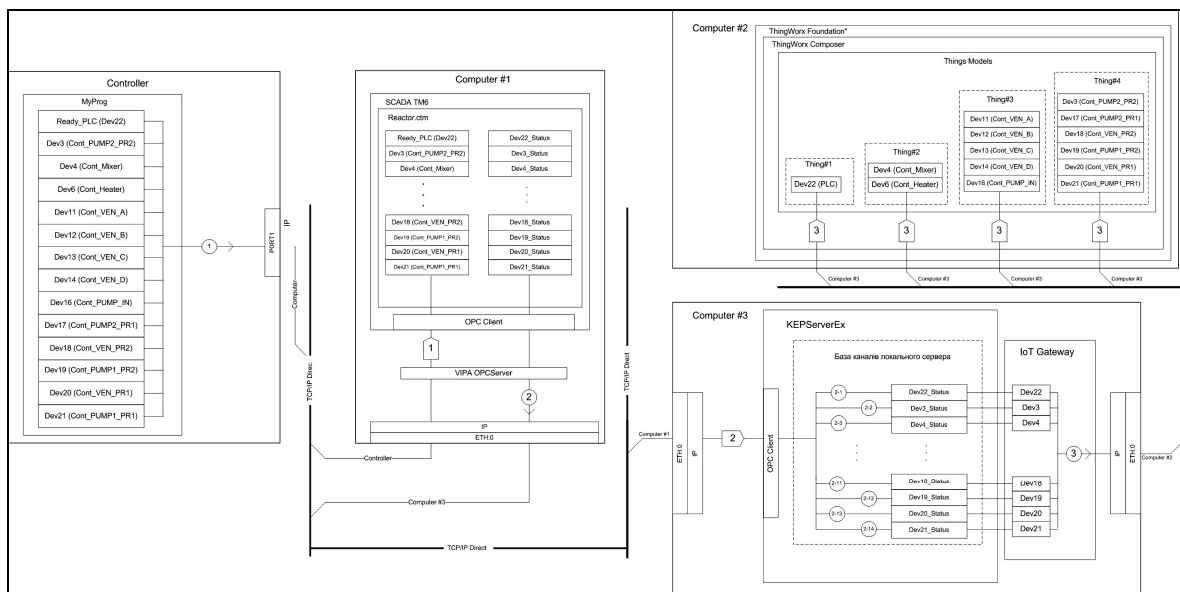 Controller
MyProg
Ready_PLC (Dev22)
Dev3 (Cont_PUMP2_PR2)
Dev4 (Cont_Mixer)
Dev6 (Cont_Heater)
Dev11 (Cont_VEN_A)
Dev12 (Cont_VEN_B)
Dev13 (Cont_VEN_C)
Dev14 (Cont_VEN_D)
Dev16 (Cont_PUMP_IN)
Dev17 (Cont_PUMP2_PR1)
Dev18 (Cont_VEN_PR2)
Dev19 (Cont_PUMP1_PR2)
Dev20 (Cont_VEN_PR1)
Dev21 (Cont_PUMP1_PR1)
1
PORT1
IP
Computer
TCP/IP Direct
Computer #1
SCADA TM6
Reactor.ctm
Ready_PLC (Dev22)
Dev3 (Cont_PUMP2_PR2)
Dev4 (Cont_Mixer)
Dev18 (Cont_VEN_PR2)
Dev19 (Cont_PUMP1_PR2)
Dev20 (Cont_VEN_PR1)
Dev21 (Cont_PUMP1_PR1)
Dev22_Status
Dev3_Status
Dev4_Status
Dev18_Status
Dev19_Status
Dev20_Status
Dev21_Status
OPC Client
1
VIPA OPCServer
2
IP
ETH:0
Controller
Computer #3
TCP/IP Direct
TCP/IP Direct
Computer #1
Computer #2
ThingWorx Foundation*
ThingWorx Composer
Things Models
Thing#1
Dev22 (PLC)
Thing#2
Dev4 (Cont_Mixer)
Dev6 (Cont_Heater)
Thing#3
Dev11 (Cont_VEN_A)
Dev12 (Cont_VEN_B)
Dev13 (Cont_VEN_C)
Dev14 (Cont_VEN_D)
Dev16 (Cont_PUMP_IN)
Thing#4
Dev3 (Cont_PUMP2_PR2)
Dev17 (Cont_PUMP2_PR1)
Dev18 (Cont_VEN_PR2)
Dev19 (Cont_PUMP1_PR2)
Dev20 (Cont_VEN_PR1)
Dev21 (Cont_PUMP1_PR1)
3
3
3
3
Computer #3
Computer #3
Computer #3
Computer #3
Computer #3
ETH:0
IP
2
KEPServerEx
OPC Client
База каналів локального сервера
2-1
Dev22_Status
2-2
Dev3_Status
2-3
Dev4_Status
2-11
Dev18_Status
2-12
Dev19_Status
2-13
Dev20_Status
2-14
Dev21_Status
IoT Gateway
Dev22
Dev3
Dev4
Dev18
Dev19
Dev20
Dev21
3
IP
ETH:0
Computer #2